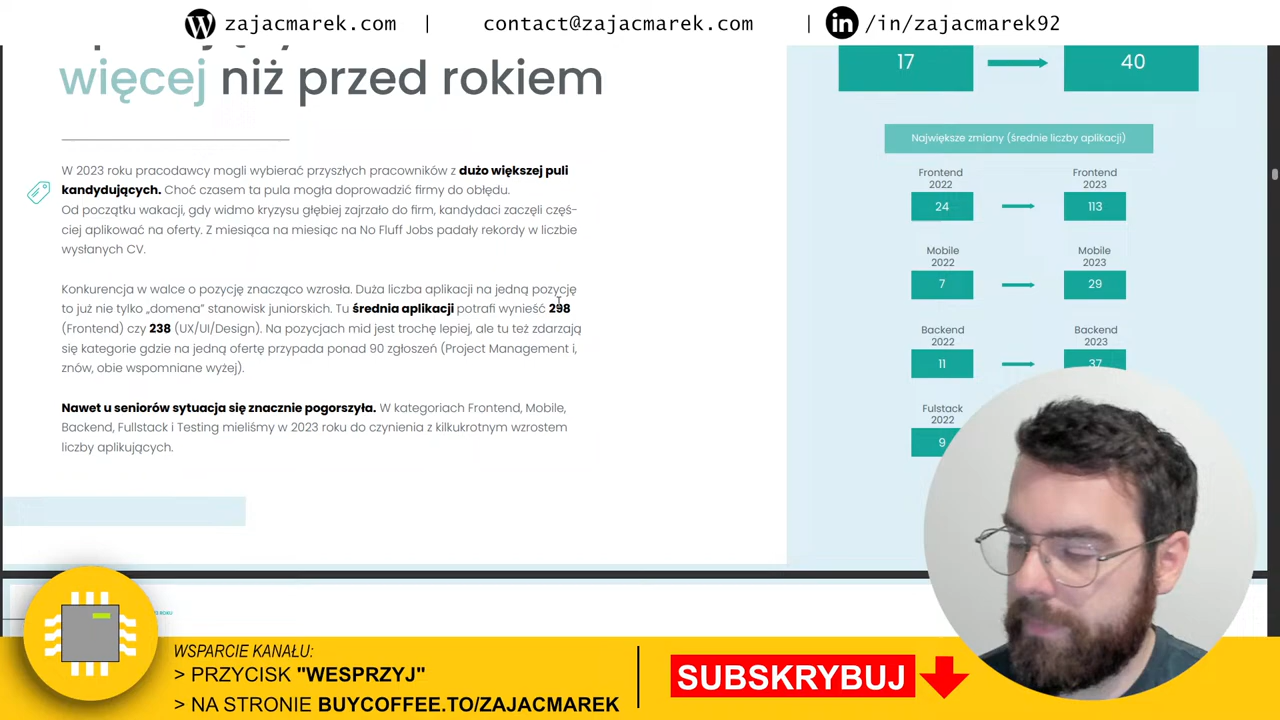 zajacmarek.com | contact@zajacmarek.com | /in/zajacmarek92
więcej niż przed rokiem
W 2023 roku pracodawcy mogli wybierać przyszłych pracowników z dużo większej puli
kandydujących. Choć czasem ta pula mogła doprowadzić firmy do obłędu.
Od początku wakacji, gdy widmo kryzysu głębiej zajrzało do firm, kandydaci zaczęli częś-
ciej aplikować na oferty. Z miesiąca na miesiąc na No Fluff Jobs padały rekordy w liczbie
wysłanych CV.
Konkurencja w walce o pozycję znacząco wzrosła. Duża liczba aplikacji na jedną pozycję
to już nie tylko „domena” stanowisk juniorskich. Tu średnia aplikacji potrafi wynieść 298
(Frontend) czy 238 (UX/UI/Design). Na pozycjach mid jest trochę lepiej, ale tu też zdarzają
się kategorie gdzie na jedną ofertę przypada ponad 90 zgłoszeń (Project Management i,
znów, obie wspomniane wyżej).
Nawet u seniorów sytuacja się znacznie pogorszyła. W kategoriach Frontend, Mobile,
Backend, Fullstack i Testing mieliśmy w 2023 roku do czynienia z kilkukrotnym wzrostem
liczby aplikujących.
17 40
Największe zmiany (średnie liczby aplikacji)
Frontend Frontend
2022 2023
24 113
Mobile Mobile
2022 2023
7 29
Backend Backend
2022 2023
11 37
Fulstack
2022
9
WSPARCIE KANAŁU:
> PRZYCISK "WESPRZYJ"
> NA STRONIE BUYCOFFEE.TO/ZAJACMAREK
SUBSKRYBUJ